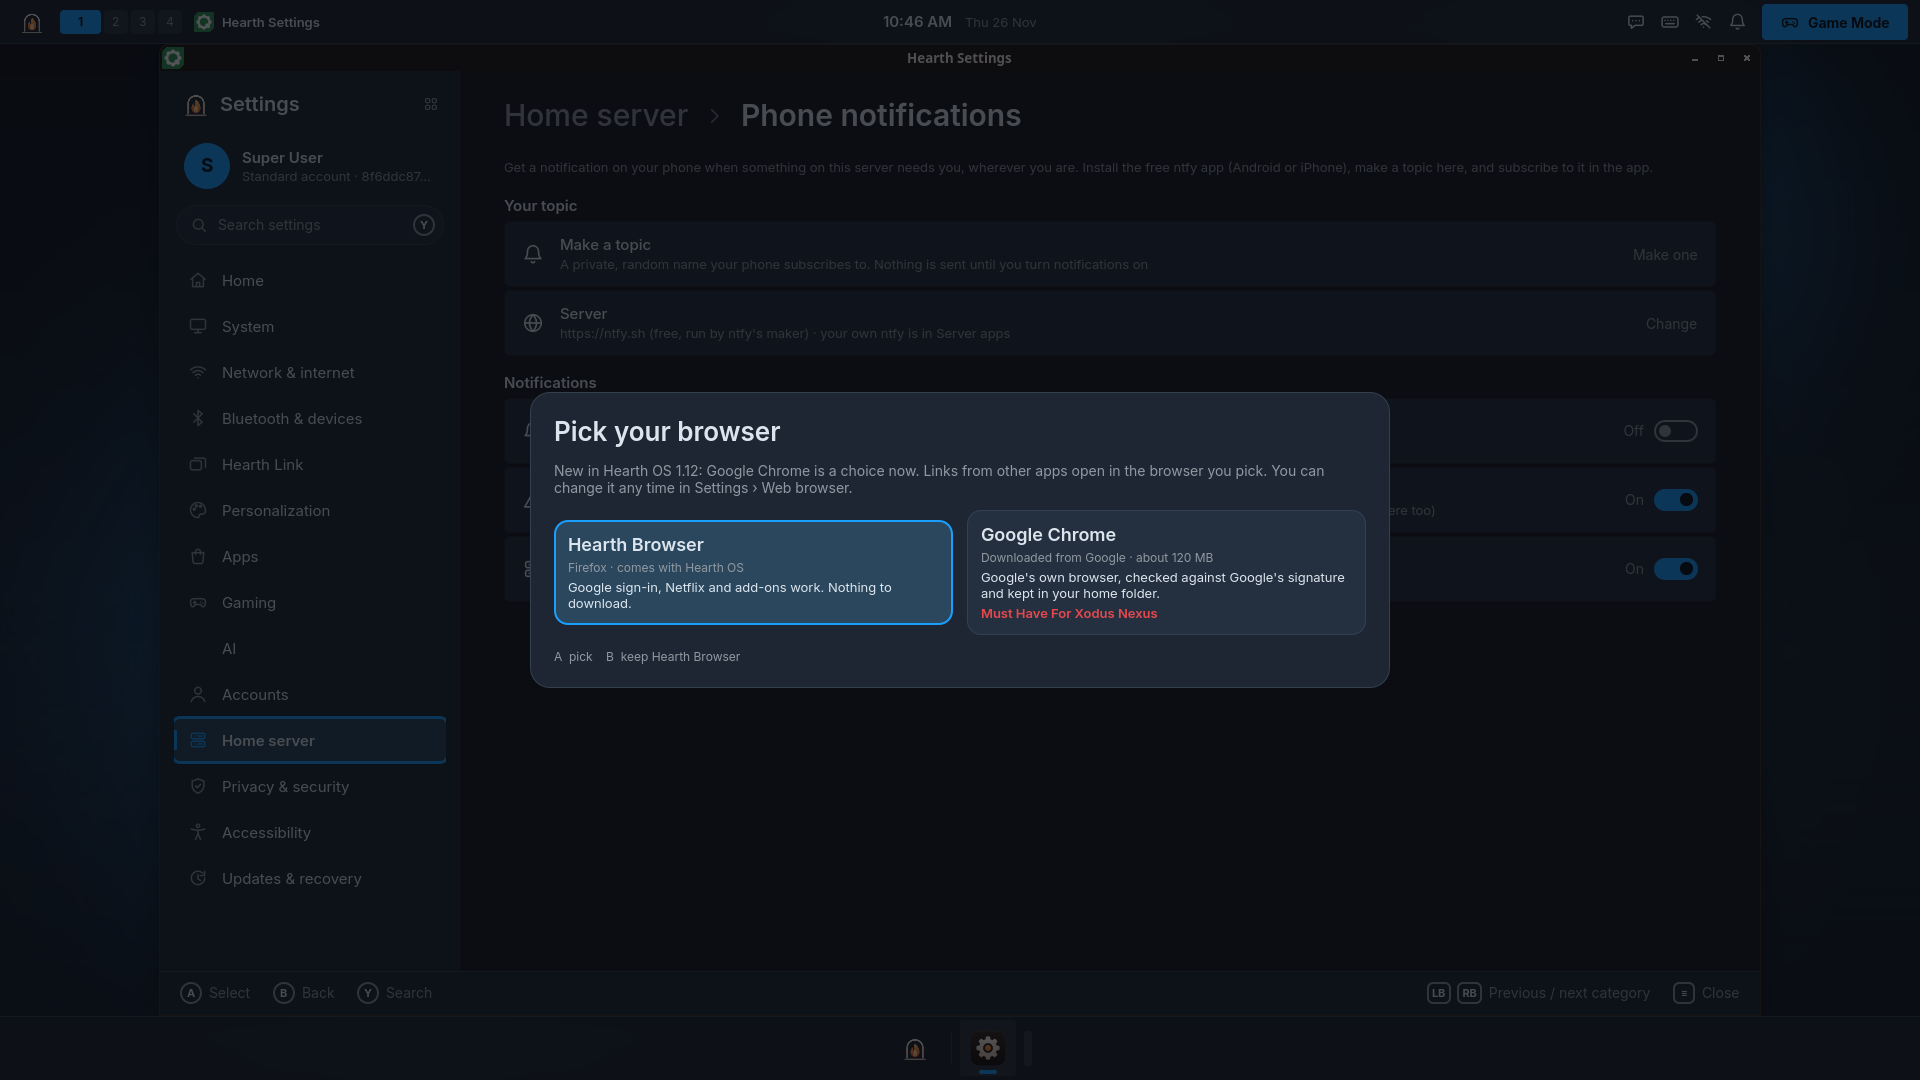 1 2 3 4 Hearth Settings
10:46 AM Thu 26 Nov
Game Mode
Hearth Settings
Settings
S
Super User
Standard account · 8f6ddc87...
Search settings Y
Home
System
Network & internet
Bluetooth & devices
Hearth Link
Personalization
Apps
Gaming
AI
Accounts
Home server
Privacy & security
Accessibility
Updates & recovery
Home server › Phone notifications
Get a notification on your phone when something on this server needs you, wherever you are. Install the free ntfy app (Android or iPhone), make a topic here, and subscribe to it in the app.
Your topic
Make a topic
A private, random name your phone subscribes to. Nothing is sent until you turn notifications on
Make one
Server
https://ntfy.sh (free, run by ntfy's maker) · your own ntfy is in Server apps
Change
Notifications
Off
On
ere too)
On
Pick your browser
New in Hearth OS 1.12: Google Chrome is a choice now. Links from other apps open in the browser you pick. You can
change it any time in Settings › Web browser.
Hearth Browser
Firefox · comes with Hearth OS
Google sign-in, Netflix and add-ons work. Nothing to
download.
Google Chrome
Downloaded from Google · about 120 MB
Google's own browser, checked against Google's signature
and kept in your home folder.
Must Have For Xodus Nexus
A pick B keep Hearth Browser
A Select B Back Y Search
LB RB Previous / next category ≡ Close